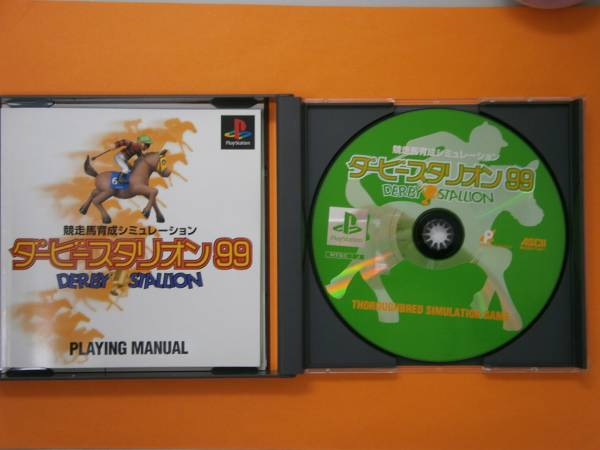 PlayStation
6
競走馬育成シミュレーション
ダービースタリオン99
DERBY STALLION
PLAYING MANUAL
競走馬育成シミュレーション
ダービースタリオン99
DERBY STALLION
PlayStation
ASCII
THOROUGHBRED SIMULATION GAME